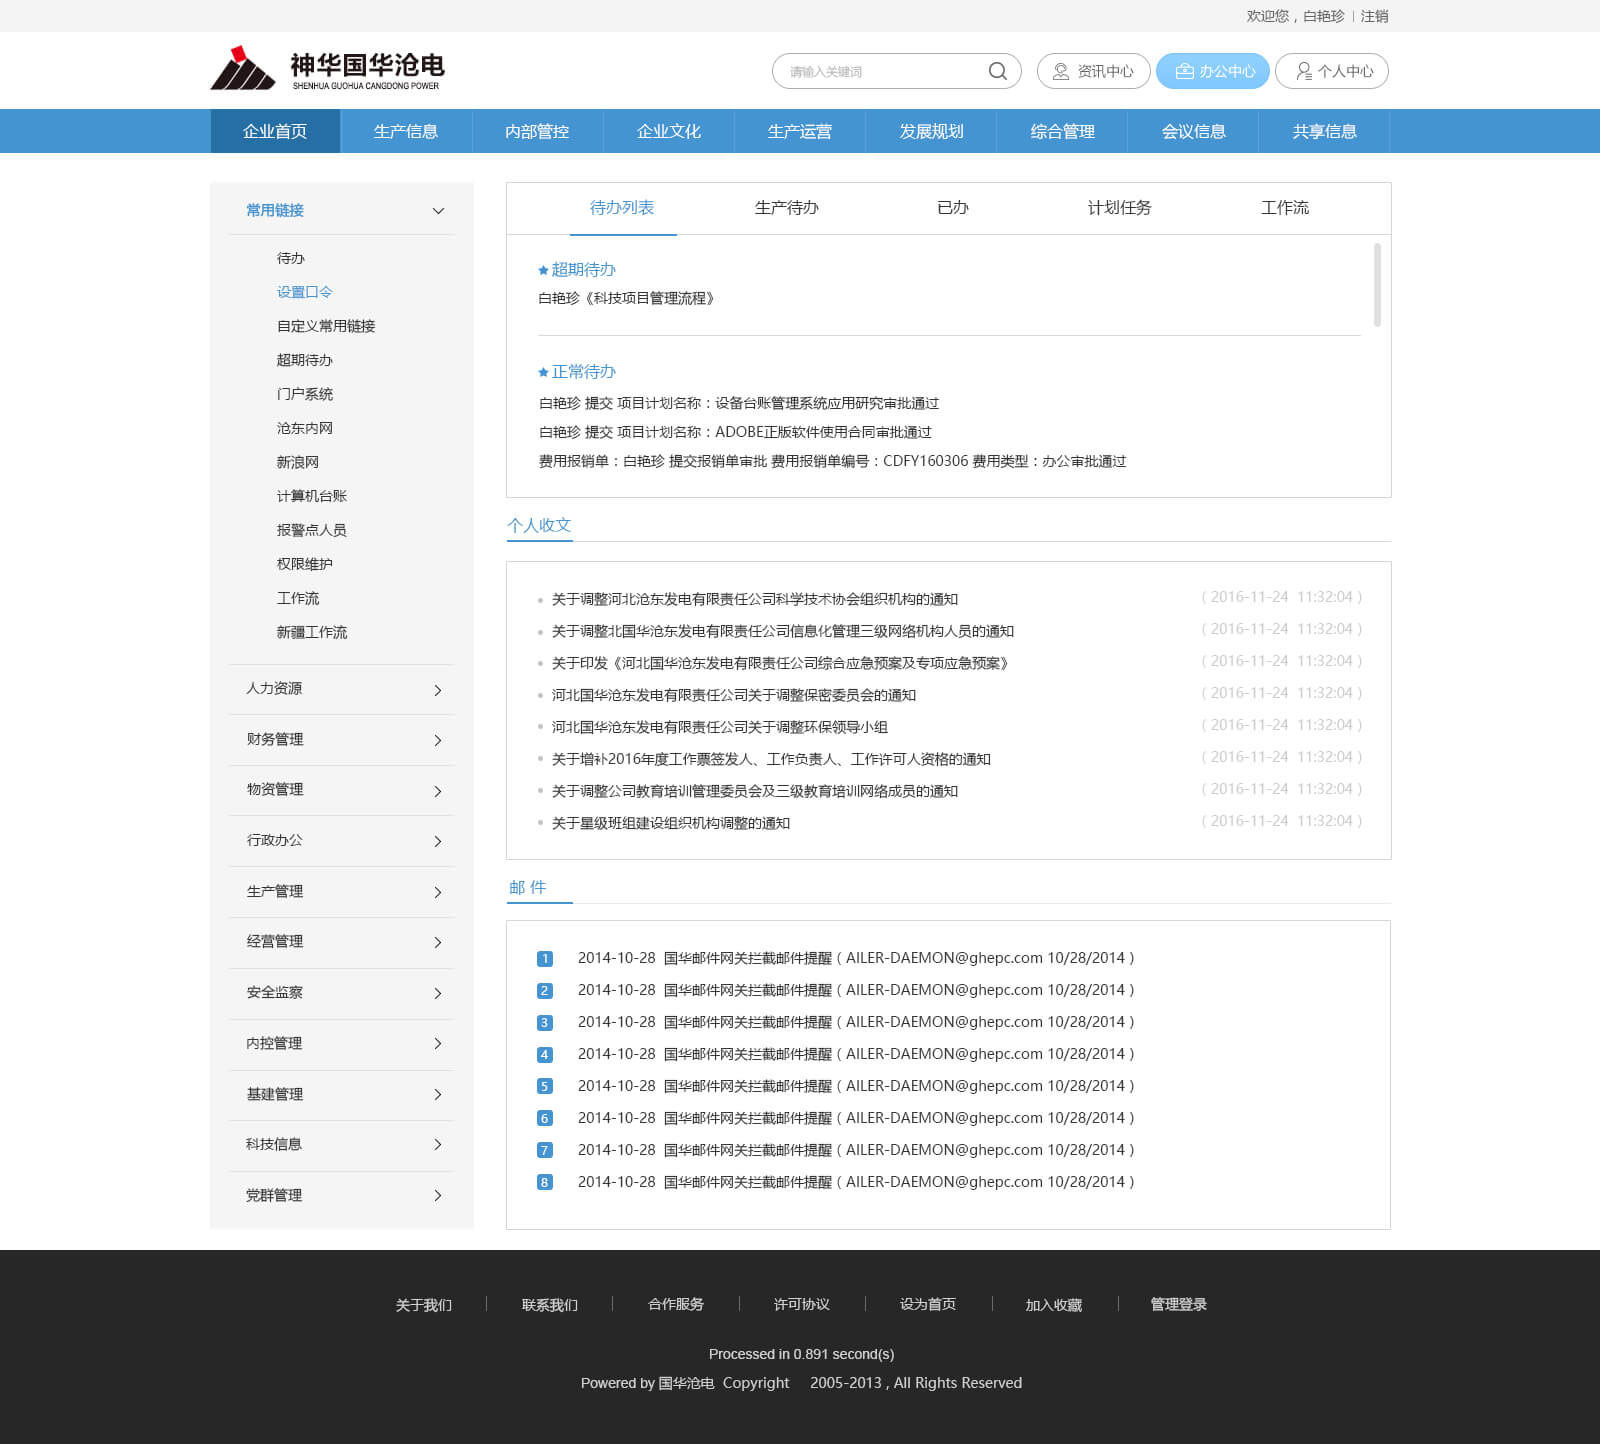 欢迎您，白艳珍 | 注销
神华国华沧电
SHENHUA GUOHUA CANGDONG POWER
请输入关键词
资讯中心
办公中心
个人中心
企业首页 生产信息 内部管控 企业文化 生产运营 发展规划 综合管理 会议信息 共享信息
常用链接
待办
设置口令
自定义常用链接
超期待办
门户系统
沧东内网
新浪网
计算机台账
报警点人员
权限维护
工作流
新疆工作流
人力资源
财务管理
物资管理
行政办公
生产管理
经营管理
安全监察
内控管理
基建管理
科技信息
党群管理
待办列表 生产待办 已办 计划任务 工作流
超期待办
白艳珍《科技项目管理流程》
正常待办
白艳珍 提交 项目计划名称：设备台账管理系统应用研究审批通过
白艳珍 提交 项目计划名称：ADOBE正版软件使用合同审批通过
费用报销单：白艳珍 提交报销单审批 费用报销单编号：CDFY160306 费用类型：办公审批通过
个人收文
关于调整河北沧东发电有限责任公司科学技术协会组织机构的通知 （2016-11-24 11:32:04）
关于调整北国华沧东发电有限责任公司信息化管理三级网络机构人员的通知 （2016-11-24 11:32:04）
关于印发《河北国华沧东发电有限责任公司综合应急预案及专项应急预案》 （2016-11-24 11:32:04）
河北国华沧东发电有限责任公司关于调整保密委员会的通知 （2016-11-24 11:32:04）
河北国华沧东发电有限责任公司关于调整环保领导小组 （2016-11-24 11:32:04）
关于增补2016年度工作票签发人、工作负责人、工作许可人资格的通知 （2016-11-24 11:32:04）
关于调整公司教育培训管理委员会及三级教育培训网络成员的通知 （2016-11-24 11:32:04）
关于星级班组建设组织机构调整的通知 （2016-11-24 11:32:04）
邮 件
1 2014-10-28 国华邮件网关拦截邮件提醒（AILER-DAEMON@ghepc.com 10/28/2014）
2 2014-10-28 国华邮件网关拦截邮件提醒（AILER-DAEMON@ghepc.com 10/28/2014）
3 2014-10-28 国华邮件网关拦截邮件提醒（AILER-DAEMON@ghepc.com 10/28/2014）
4 2014-10-28 国华邮件网关拦截邮件提醒（AILER-DAEMON@ghepc.com 10/28/2014）
5 2014-10-28 国华邮件网关拦截邮件提醒（AILER-DAEMON@ghepc.com 10/28/2014）
6 2014-10-28 国华邮件网关拦截邮件提醒（AILER-DAEMON@ghepc.com 10/28/2014）
7 2014-10-28 国华邮件网关拦截邮件提醒（AILER-DAEMON@ghepc.com 10/28/2014）
8 2014-10-28 国华邮件网关拦截邮件提醒（AILER-DAEMON@ghepc.com 10/28/2014）
关于我们 | 联系我们 | 合作服务 | 许可协议 | 设为首页 | 加入收藏 | 管理登录
Processed in 0.891 second(s)
Powered by 国华沧电 Copyright 2005-2013 , All Rights Reserved